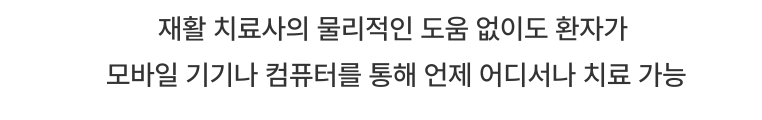 재활 치료사의 물리적인 도움 없이도 환자가
모바일 기기나 컴퓨터를 통해 언제 어디서나 치료 가능